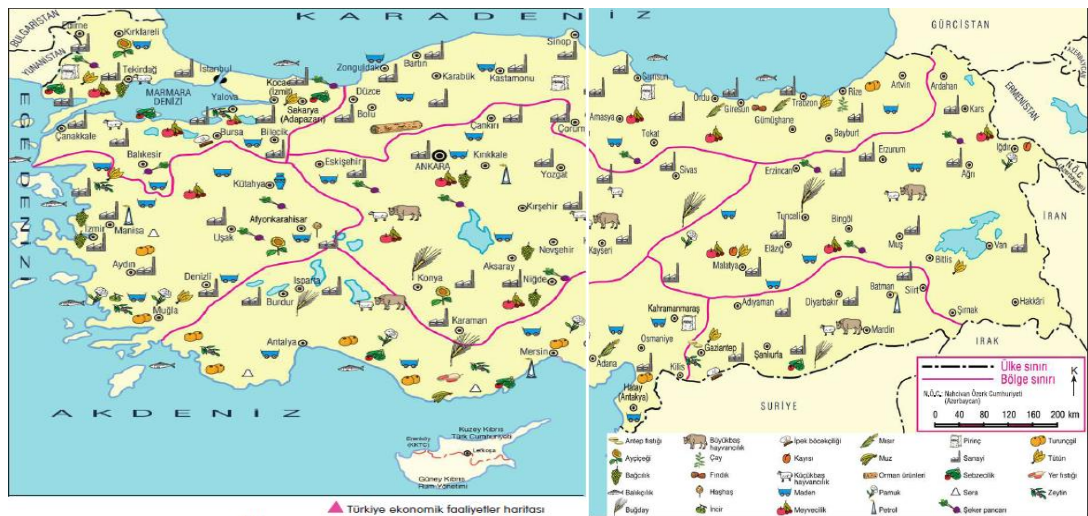 KARADENİZ
BULGARİSTAN
YUNANİSTAN
GÜRCİSTAN
ERMENİSTAN
N.Ö.C.
(Azerbaycan)
İRAN
IRAK
SURİYE
EGE DENİZİ
MARMARA
DENİZİ
AKDENİZ
Edirne
Kırklareli
Tekirdağ
İstanbul
Kocaeli
(İzmit)
Yalova
Sakarya
(Adapazarı)
Düzce
Bolu
Zonguldak
Bartın
Karabük
Kastamonu
Sinop
Çanakkale
Balıkesir
Bursa
Bilecik
Eskişehir
ANKARA
Çankırı
Çorum
Kırıkkale
Yozgat
Kırşehir
Kütahya
Afyonkarahisar
Uşak
Manisa
İzmir
Aydın
Denizli
Muğla
Isparta
Burdur
Antalya
Konya
Karaman
Aksaray
Nevşehir
Niğde
Mersin
Samsun
Amasya
Tokat
Ordu
Giresun
Trabzon
Gümüşhane
Rize
Artvin
Ardahan
Kars
Iğdır
Ağrı
Erzurum
Bayburt
Erzincan
Sivas
Kayseri
Tunceli
Bingöl
Muş
Elazığ
Malatya
Bitlis
Van
Hakkâri
Şırnak
Siirt
Batman
Diyarbakır
Mardin
Adıyaman
Şanlıurfa
Gaziantep
Kilis
Kahramanmaraş
Osmaniye
Adana
Hatay
(Antakya)
Kuzey Kıbrıs
Türk Cumhuriyeti
Erenköy
(KKTC)
Lefkoşa
Güney Kıbrıs
Rum Yönetimi
Ülke sınırı
Bölge sınırı
K
N.Ö.C.: Nahcivan Özerk Cumhuriyeti
(Azerbaycan)
0 40 80 120 160 200 km
Antep fıstığı
Ayçiçeği
Bağcılık
Balıkçılık
Buğday
Büyükbaş
hayvancılık
Çay
Fındık
Haşhaş
İncir
İpek böcekçiliği
Kayısı
Küçükbaş
hayvancılık
Maden
Meyvecilik
Mısır
Muz
Orman ürünleri
Pamuk
Petrol
Pirinç
Sanayi
Sebzecilik
Sera
Şeker pancarı
Turunçgil
Tütün
Yer fıstığı
Zeytin
Türkiye ekonomik faaliyetler haritası